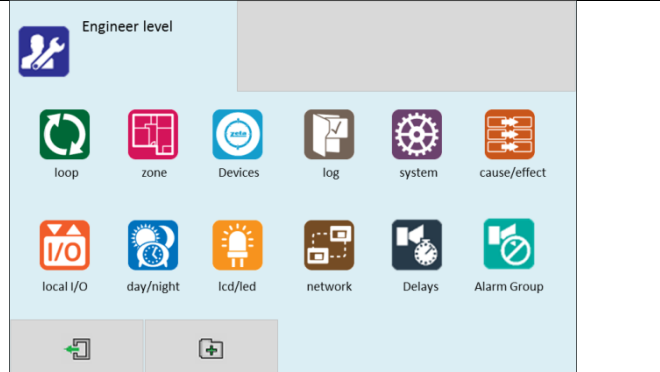 Engineer level
zeta
loop zone Devices log system cause/effect
I/O
local I/O day/night lcd/led network Delays Alarm Group